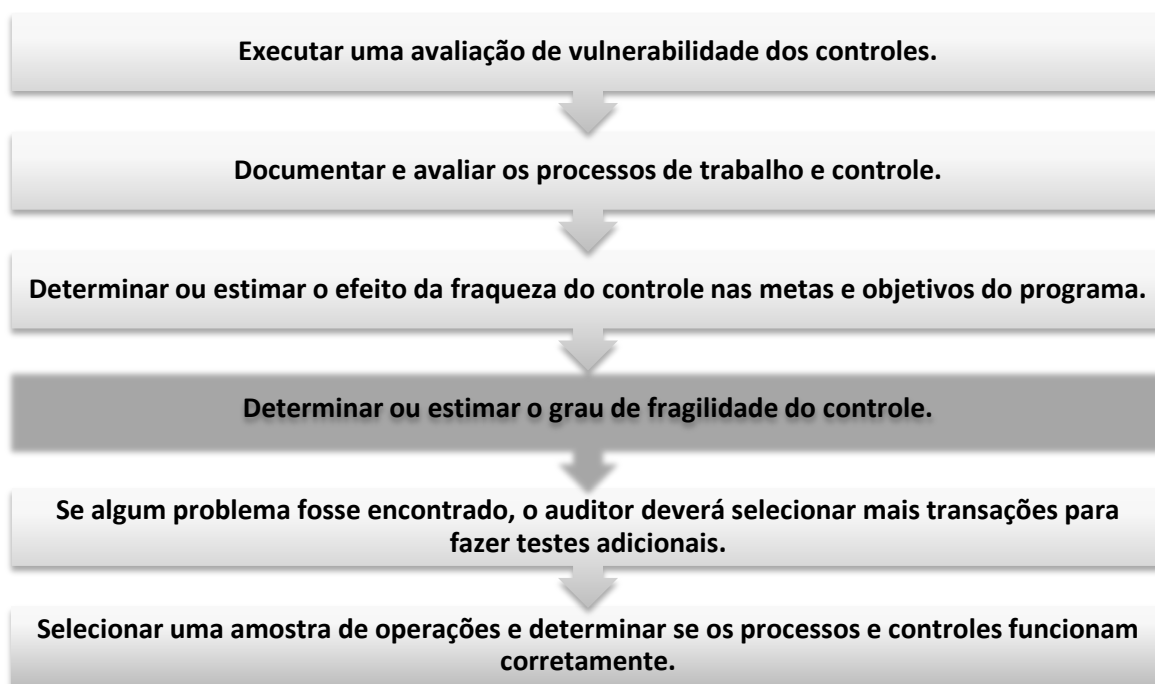 Executar uma avaliação de vulnerabilidade dos controles.
Documentar e avaliar os processos de trabalho e controle.
Determinar ou estimar o efeito da fraqueza do controle nas metas e objetivos do programa.
Determinar ou estimar o grau de fragilidade do controle.
Se algum problema fosse encontrado, o auditor deverá selecionar mais transações para
fazer testes adicionais.
Selecionar uma amostra de operações e determinar se os processos e controles funcionam
corretamente.